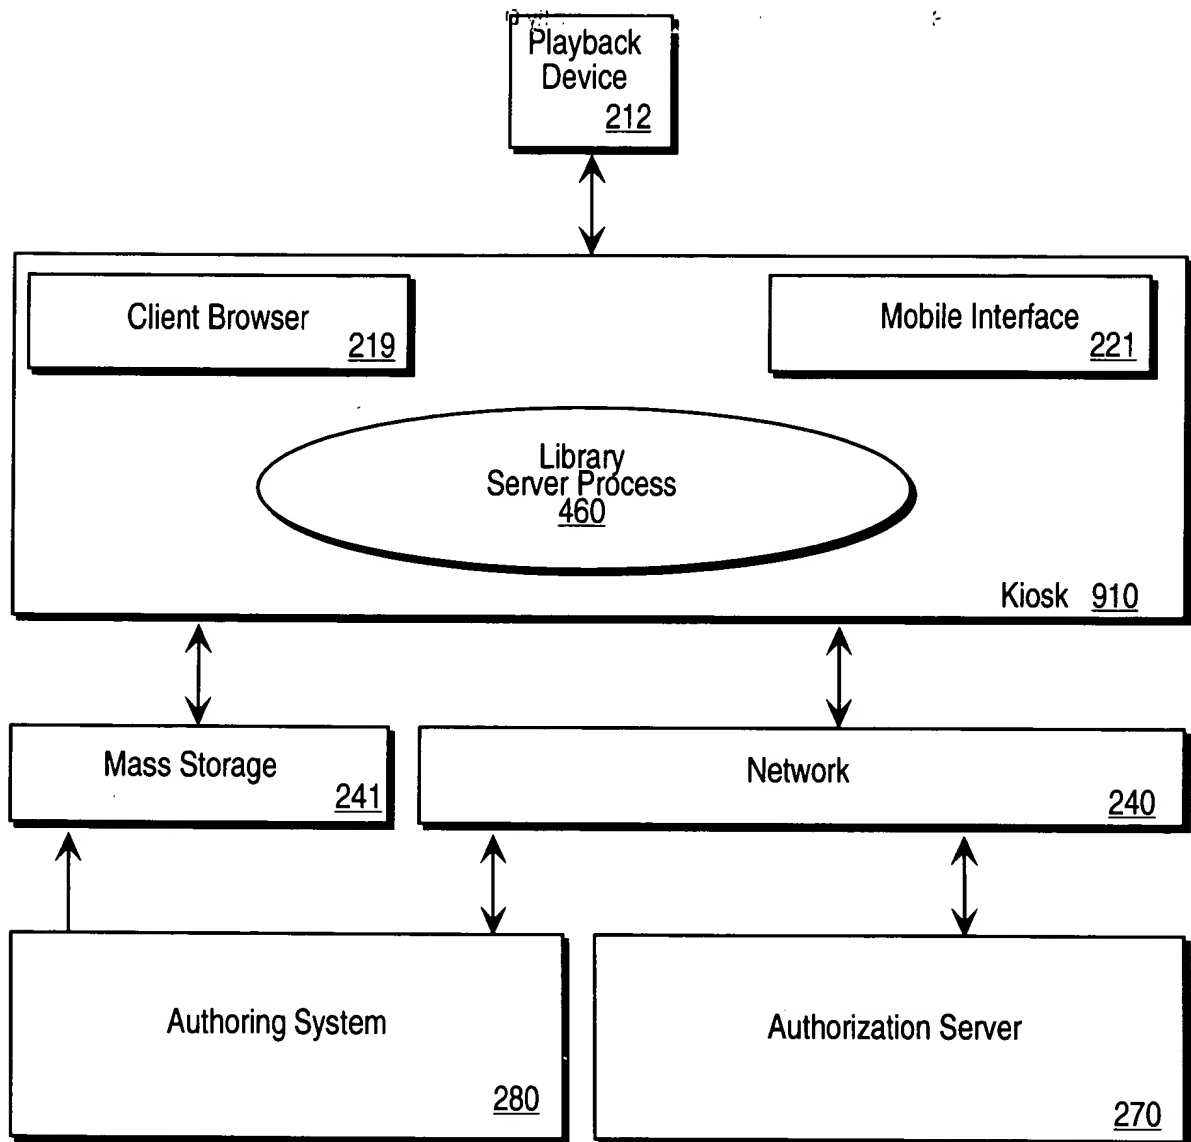 Playback
Device
212
Client Browser
219
Mobile Interface
221
Library
Server Process
460
Kiosk 910
Mass Storage
241
Network
240
Authoring System
280
Authorization Server
270